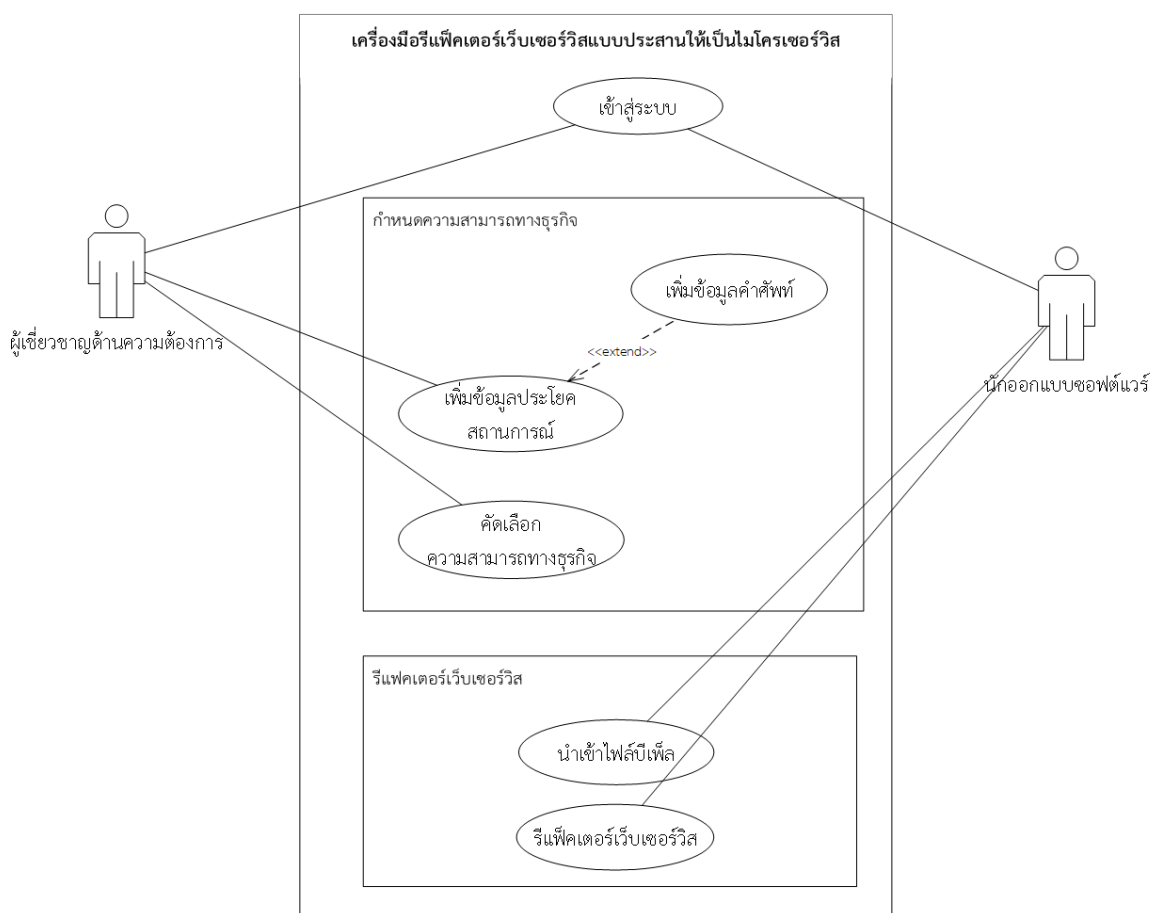 เครื่องมือรีแฟ็คเตอร์เว็บเซอร์วิสแบบประสานให้เป็นไมโครเซอร์วิส
เข้าสู่ระบบ
กำหนดความสามารถทางธุรกิจ
เพิ่มข้อมูลคำศัพท์
ผู้เชี่ยวชาญด้านความต้องการ
<<extend>>
นักออกแบบซอฟต์แวร์
เพิ่มข้อมูลประโยค
สถานการณ์
คัดเลือก
ความสามารถทางธุรกิจ
รีแฟคเตอร์เว็บเซอร์วิส
นำเข้าไฟล์บีเพ็ล
รีแฟ็คเตอร์เว็บเซอร์วิส